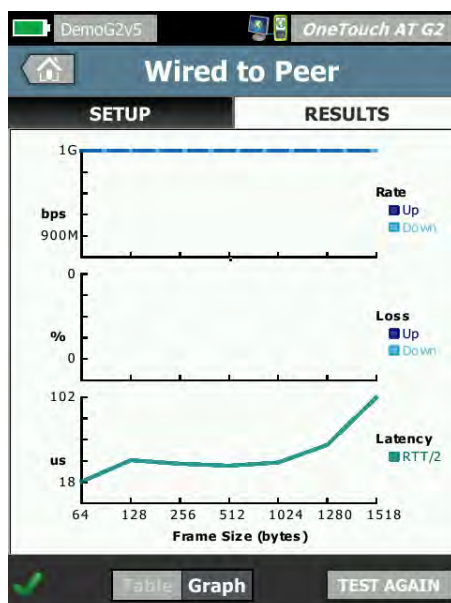 DemoG2v5 OneTouch AT G2
Wired to Peer
SETUP RESULTS
1G
Rate
Up
bps
Down
900M
0
Loss
Up
%
Down
0
102
Latency
us
RTT/2
18
64 128 256 512 1024 1280 1518
Frame Size (bytes)
Table Graph TEST AGAIN